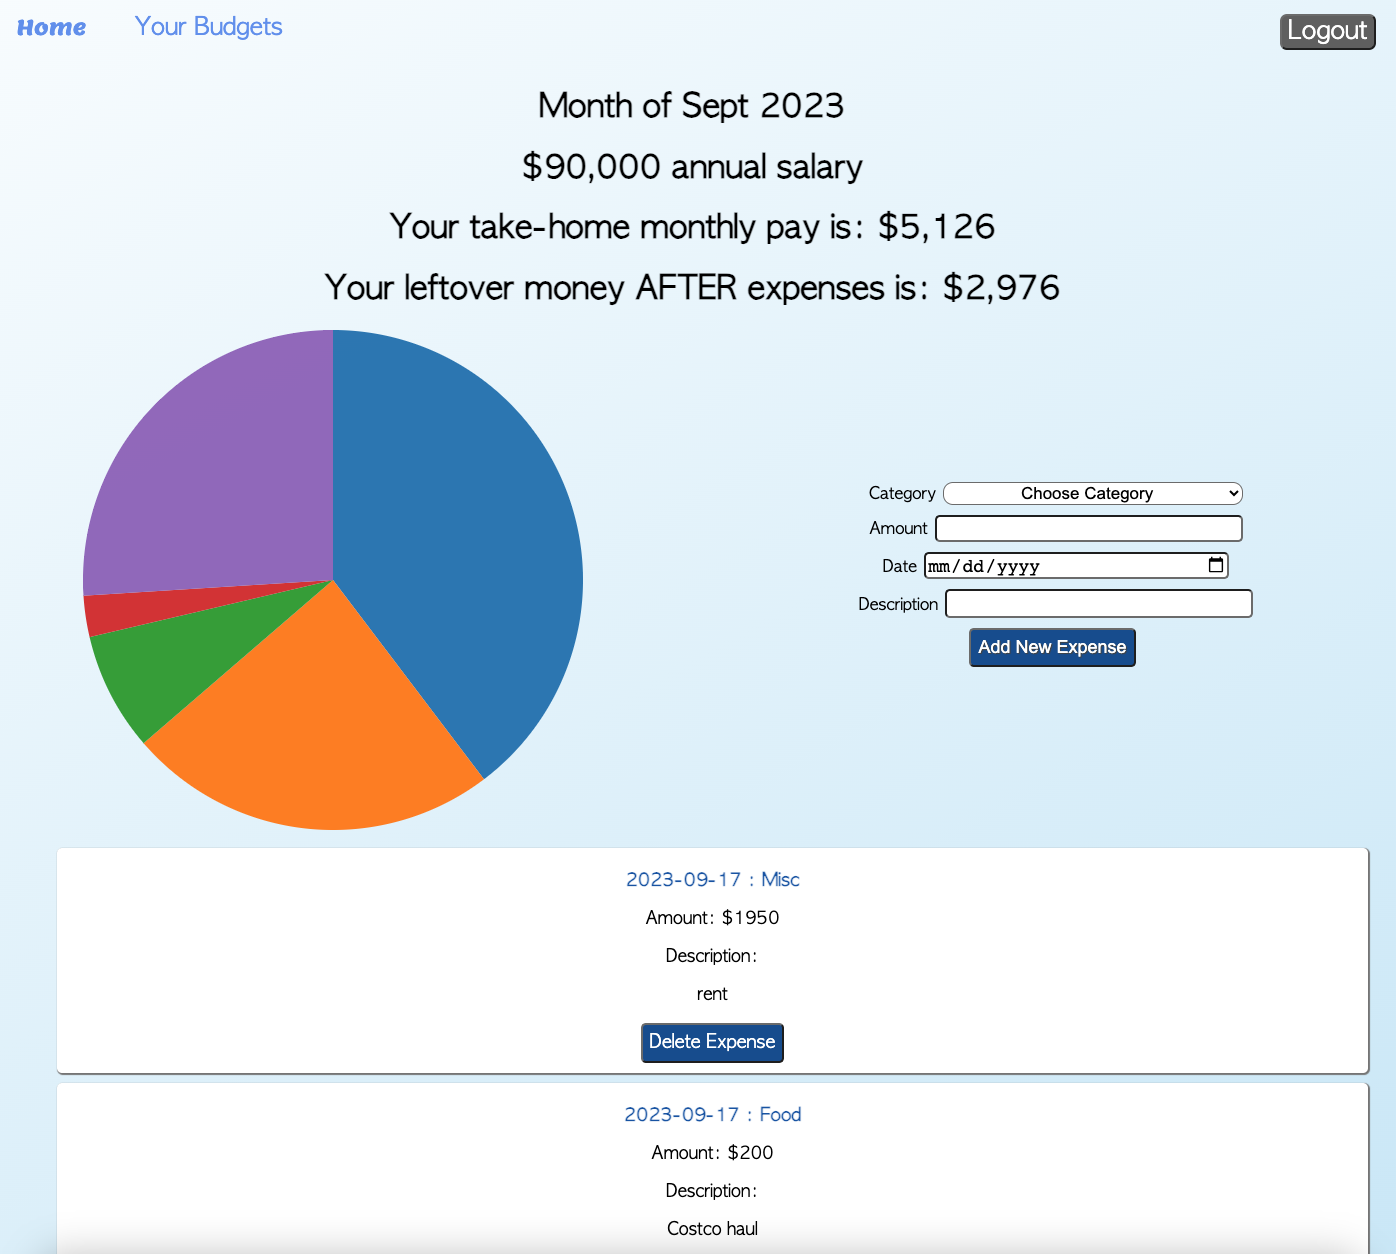 Home Your Budgets Logout
Month of Sept 2023
$90,000 annual salary
Your take-home monthly pay is: $5,126
Your leftover money AFTER expenses is: $2,976
Category Choose Category
Amount
Date mm/dd/yyyy
Description
Add New Expense
2023-09-17 : Misc
Amount: $1950
Description:
rent
Delete Expense
2023-09-17 : Food
Amount: $200
Description:
Costco haul